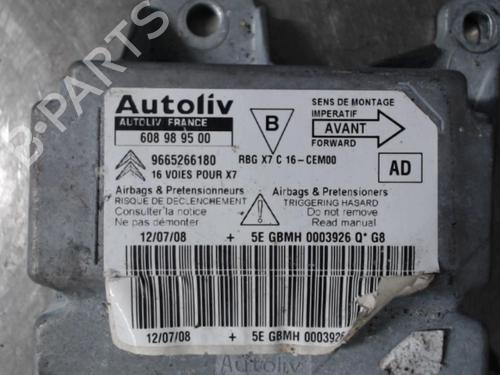 Autoliv
AUTOLIV FRANCE
608 98 95 00
B
SENS DE MONTAGE
IMPERATIF
AVANT
FORWARD
9665266180
16 VOIES POUR X7
RBG X7 C 16-CEM00
AD
Airbags & Pretensionneurs
RISQUE DE DECLENCHEMENT
Consulter la notice
Ne pas démonter
Airbags & Pretensioners
TRIGGERING HASARD
Do not remove
Read manual
12/07/08 + 5E GBMH 0003926 Q* G8
12/07/08 + 5E GBMH 0003926
Autoliv
B-PARTS